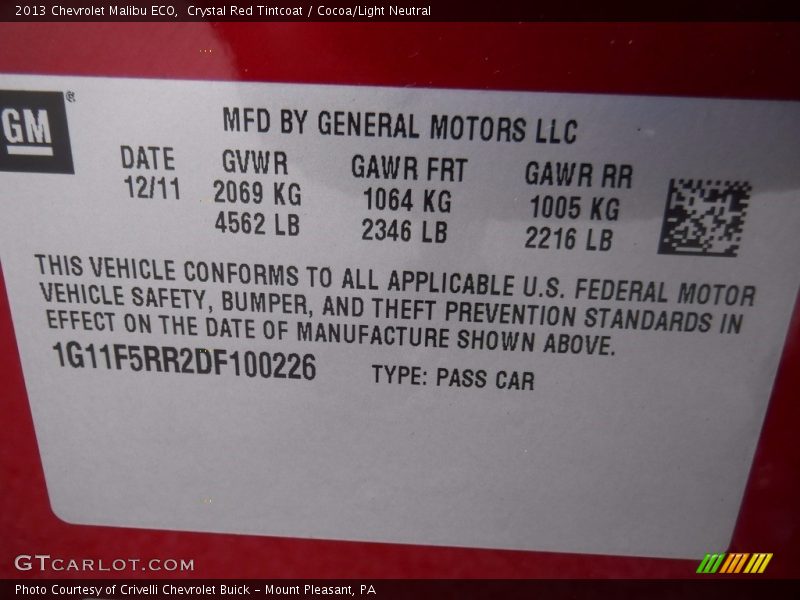 2013 Chevrolet Malibu ECO, Crystal Red Tintcoat / Cocoa/Light Neutral
GM®
MFD BY GENERAL MOTORS LLC
DATE GVWR GAWR FRT GAWR RR
12/11 2069 KG 1064 KG 1005 KG
4562 LB 2346 LB 2216 LB
THIS VEHICLE CONFORMS TO ALL APPLICABLE U.S. FEDERAL MOTOR
VEHICLE SAFETY, BUMPER, AND THEFT PREVENTION STANDARDS IN
EFFECT ON THE DATE OF MANUFACTURE SHOWN ABOVE.
1G11F5RR2DF100226 TYPE: PASS CAR
GTCARLOT.COM
Photo Courtesy of Crivelli Chevrolet Buick - Mount Pleasant, PA